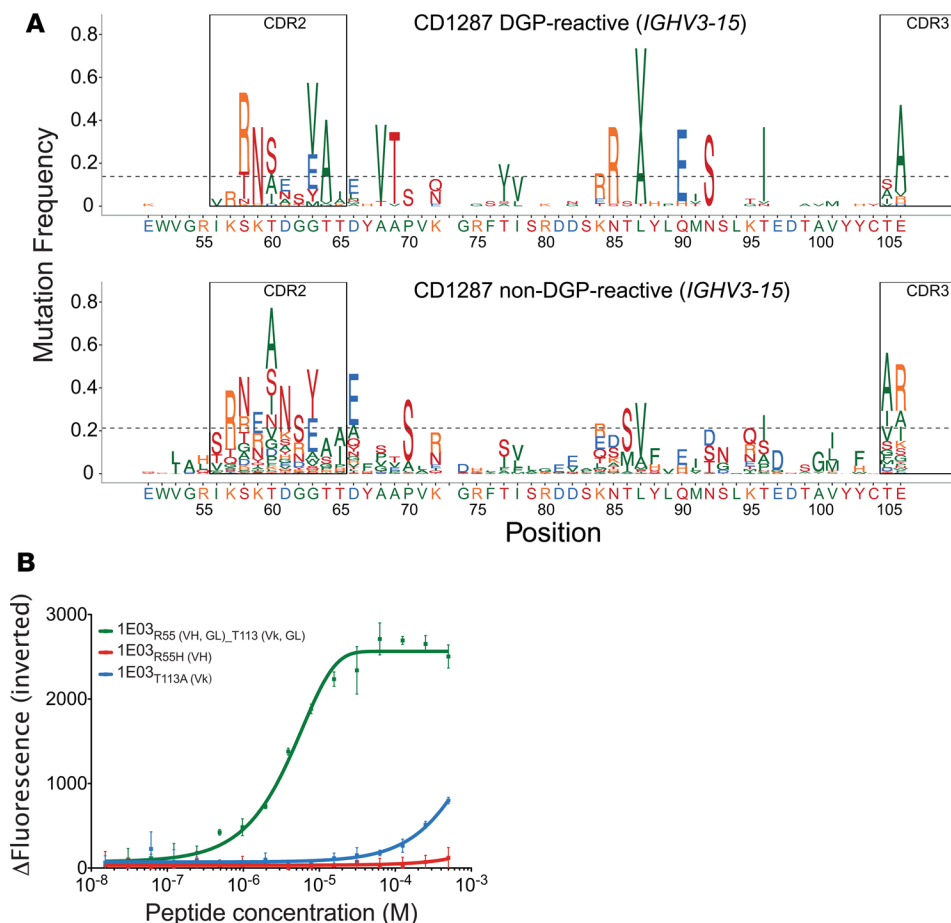 A
CDR2
CD1287 DGP-reactive (IGHV3-15)
CDR3
0.8
0.6
0.4
0.2
0
EWVGRIKSKTDGGTTDYAAPVK GRFTISRDDSKNTLYLQMNSLKTEDTAVYYCTE
55 60 65 70 75 80 85 90 95 100 105
Mutation Frequency
CDR2
CD1287 non-DGP-reactive (IGHV3-15)
CDR3
0.8
0.6
0.4
0.2
0
EWVGRIKSKTDGGTTDYAAPVK GRFTISRDDSKNTLYLQMNSLKTEDTAVYYCTE
55 60 65 70 75 80 85 90 95 100 105
Position
B
ΔFluorescence (inverted)
3000
2000
1000
0
1E03R55 (VH, GL)_T113 (Vk, GL)
1E03R55H (VH)
1E03T113A (Vk)
10-8 10-7 10-6 10-5 10-4 10-3
Peptide concentration (M)